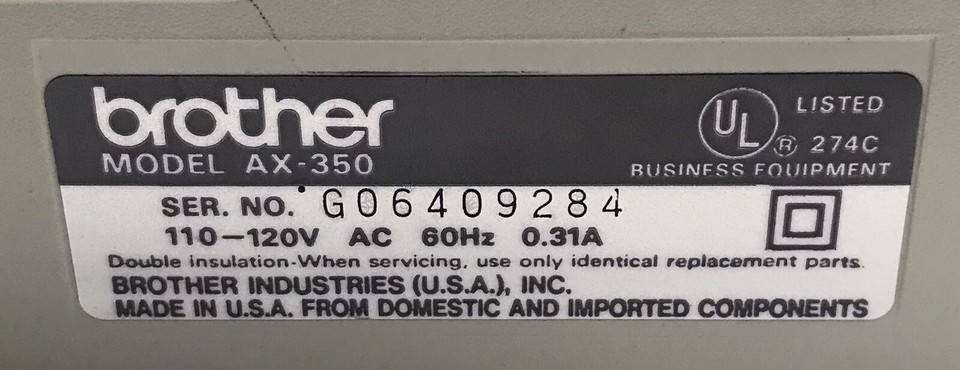 brother
MODEL AX-350
UL ® LISTED
274C
BUSINESS EQUIPMENT
SER. NO. G06409284
110-120V AC 60Hz 0.31A
Double insulation-When servicing, use only identical replacement parts.
BROTHER INDUSTRIES (U.S.A.), INC.
MADE IN U.S.A. FROM DOMESTIC AND IMPORTED COMPONENTS